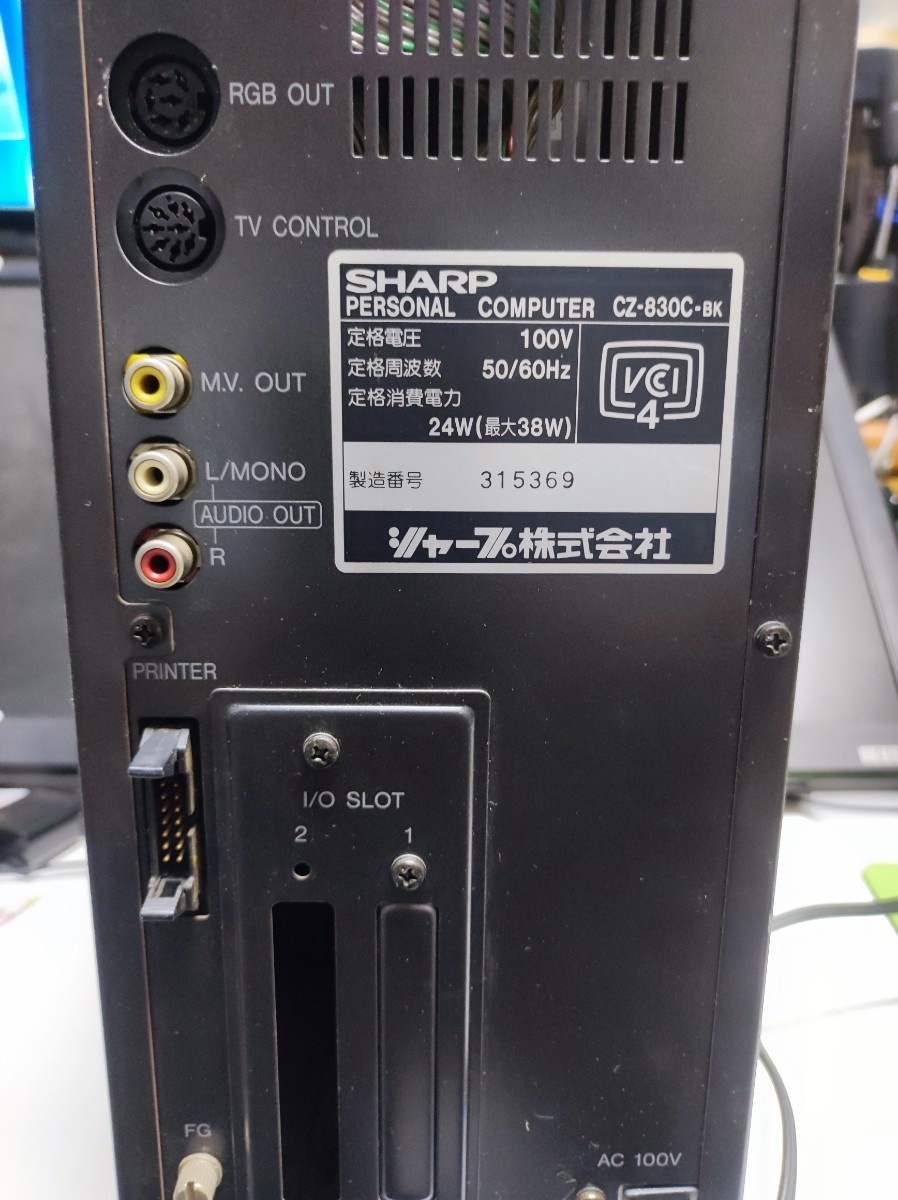 RGB OUT
TV CONTROL
SHARP
PERSONAL COMPUTER CZ-830C-BK
定格電圧 100V
定格周波数 50/60Hz
定格消費電力
24W(最大38W)
VCCI
4
製造番号 315369
シャープ株式会社
M.V. OUT
L/MONO
AUDIO OUT
R
PRINTER
I/O SLOT
2 1
FG
AC 100V